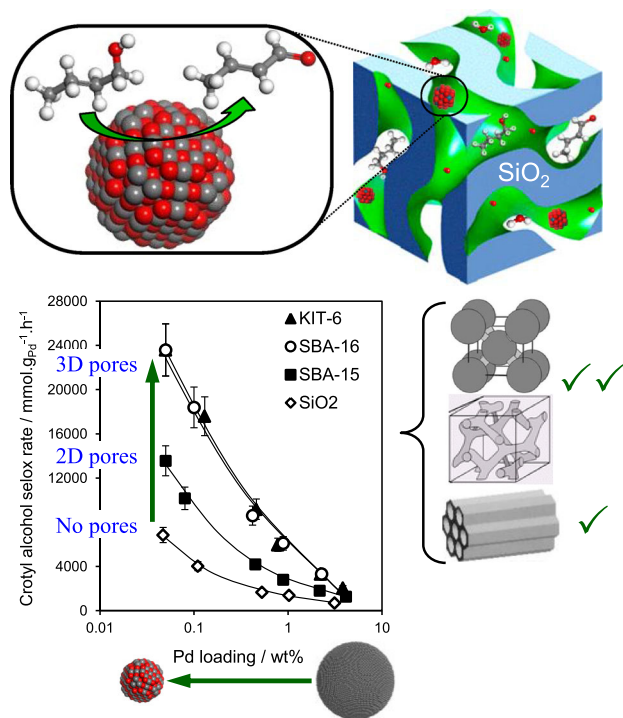 SiO2
28000
24000
20000
16000
12000
8000
4000
0
3D pores
2D pores
No pores
Crotyl alcohol selox rate / mmol.gPd-1.h-1
KIT-6
SBA-16
SBA-15
SiO2
0.01
0.1
1
10
Pd loading / wt%